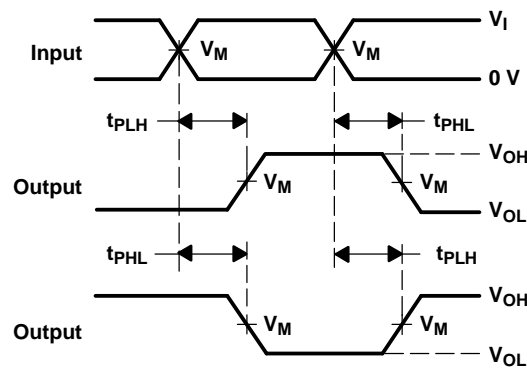 V_I
Input V_M V_M
0 V
t_PLH t_PHL
V_OH
Output V_M V_M
V_OL
t_PHL t_PLH
V_OH
Output V_M V_M
V_OL